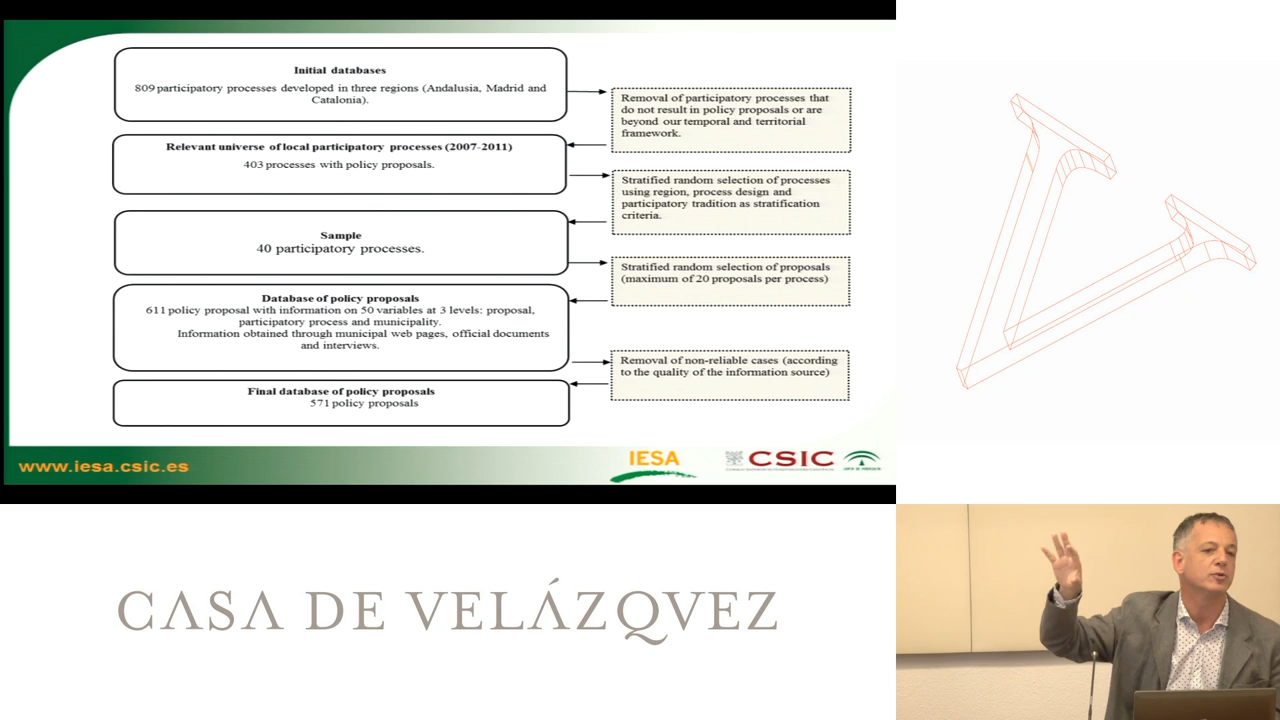 Initial databases
809 participatory processes developed in three regions (Andalusia, Madrid and
Catalonia).
Removal of participatory processes that
do not result in policy proposals or are
beyond our temporal and territorial
framework.
Relevant universe of local participatory processes (2007-2011)
403 processes with policy proposals.
Stratified random selection of processes
using region, process design and
participatory tradition as stratification
criteria.
Sample
40 participatory processes.
Stratified random selection of proposals
(maximum of 20 proposals per process)
Database of policy proposals
611 policy proposal with information on 50 variables at 3 levels: proposal,
participatory process and municipality.
Information obtained through municipal web pages, official documents
and interviews.
Removal of non-reliable cases (according
to the quality of the information source)
Final database of policy proposals
571 policy proposals
www.iesa.csic.es
IESA
CSIC
CASA DE VELÁZQVEZ